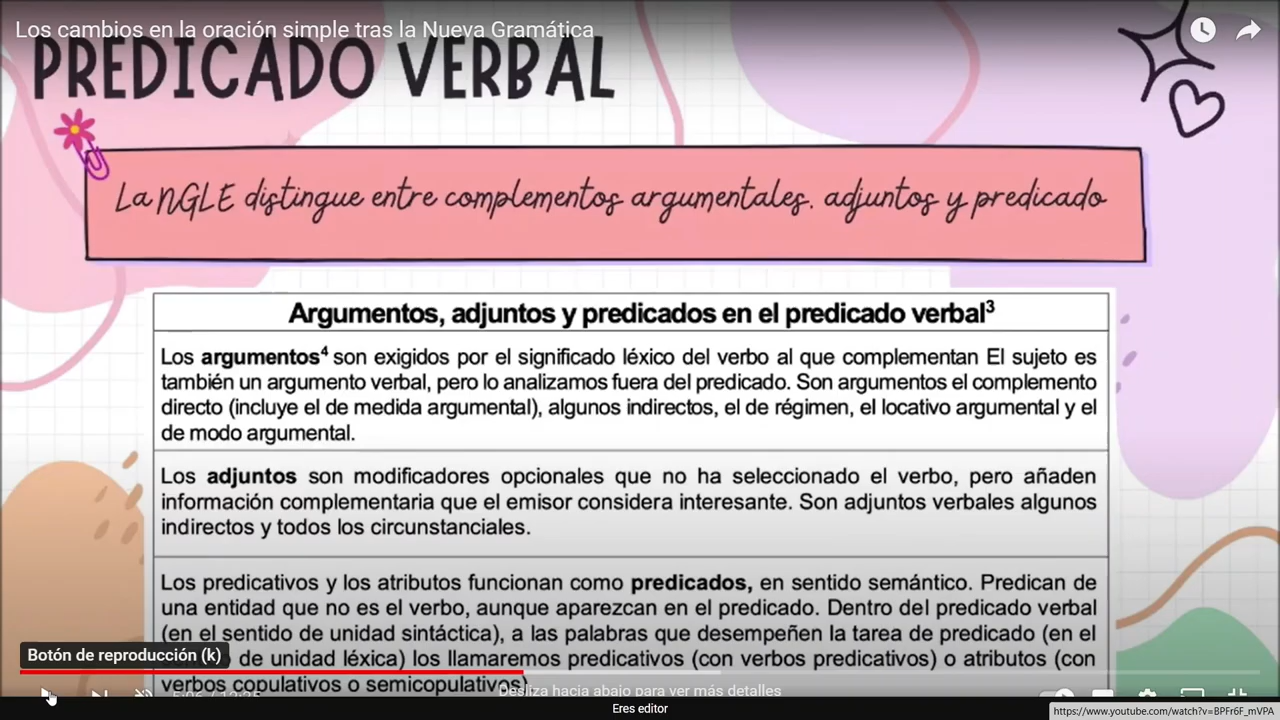 Los cambios en la oración simple tras la Nueva Gramática
PREDICADO VERBAL
La NGLE distingue entre complementos argumentales, adjuntos y predicado
Argumentos, adjuntos y predicados en el predicado verbal³
Los argumentos⁴ son exigidos por el significado léxico del verbo al que complementan El sujeto es
también un argumento verbal, pero lo analizamos fuera del predicado. Son argumentos el complemento
directo (incluye el de medida argumental), algunos indirectos, el de régimen, el locativo argumental y el
de modo argumental.
Los adjuntos son modificadores opcionales que no ha seleccionado el verbo, pero añaden
información complementaria que el emisor considera interesante. Son adjuntos verbales algunos
indirectos y todos los circunstanciales.
Los predicativos y los atributos funcionan como predicados, en sentido semántico. Predican de
una entidad que no es el verbo, aunque aparezcan en el predicado. Dentro del predicado verbal
(en el sentido de unidad sintáctica), a las palabras que desempeñen la tarea de predicado (en el
de unidad léxica) los llamaremos predicativos (con verbos predicativos) o atributos (con
verbos copulativos o semicopulativos)
Botón de reproducción (k)
Desliza hacia abajo para ver más detalles
Eres editor
https://www.youtube.com/watch?v=BPFr6F_mVPA